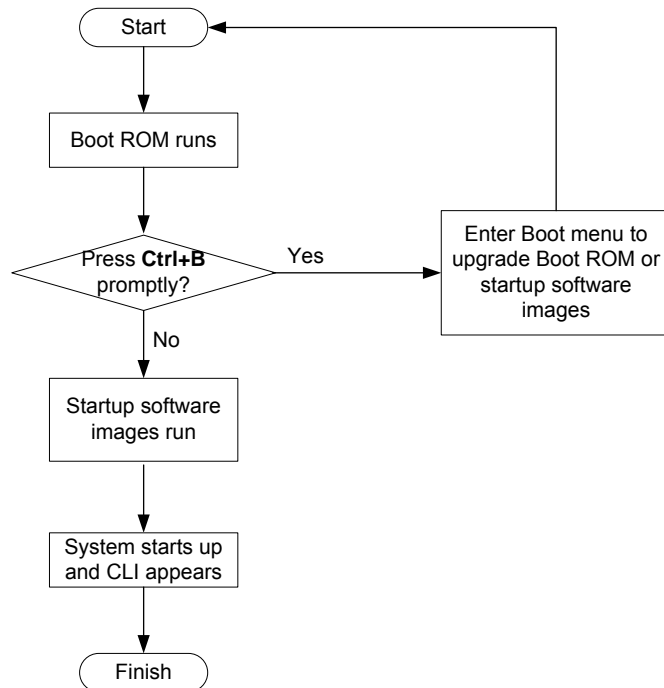 Start
Boot ROM runs
Press Ctrl+B
promptly?
Yes
Enter Boot menu to
upgrade Boot ROM or
startup software
images
No
Startup software
images run
System starts up
and CLI appears
Finish